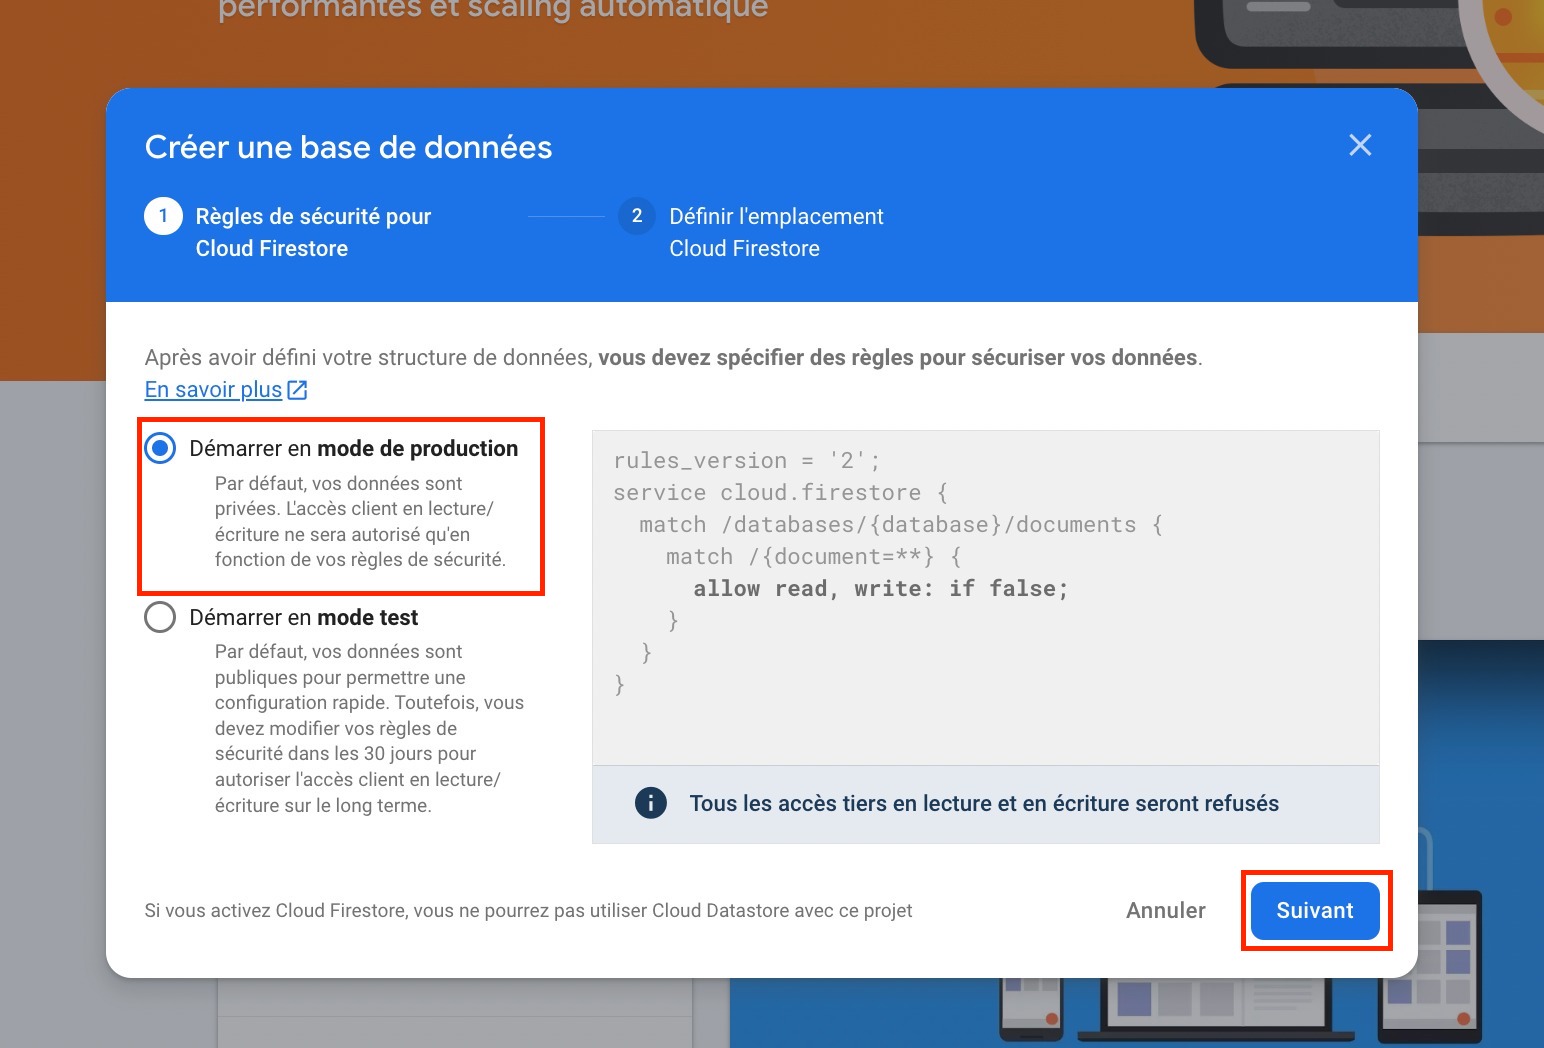 performantes et scaling automatique
Créer une base de données
1 Règles de sécurité pour
Cloud Firestore
2 Définir l'emplacement
Cloud Firestore
Après avoir défini votre structure de données, vous devez spécifier des règles pour sécuriser vos données.
En savoir plus
Démarrer en mode de production
Par défaut, vos données sont
privées. L'accès client en lecture/
écriture ne sera autorisé qu'en
fonction de vos règles de sécurité.
Démarrer en mode test
Par défaut, vos données sont
publiques pour permettre une
configuration rapide. Toutefois, vous
devez modifier vos règles de
sécurité dans les 30 jours pour
autoriser l'accès client en lecture/
écriture sur le long terme.
rules_version = '2';
service cloud.firestore {
match /databases/{database}/documents {
match /{document=**} {
allow read, write: if false;
}
}
}
Tous les accès tiers en lecture et en écriture seront refusés
Si vous activez Cloud Firestore, vous ne pourrez pas utiliser Cloud Datastore avec ce projet
Annuler
Suivant